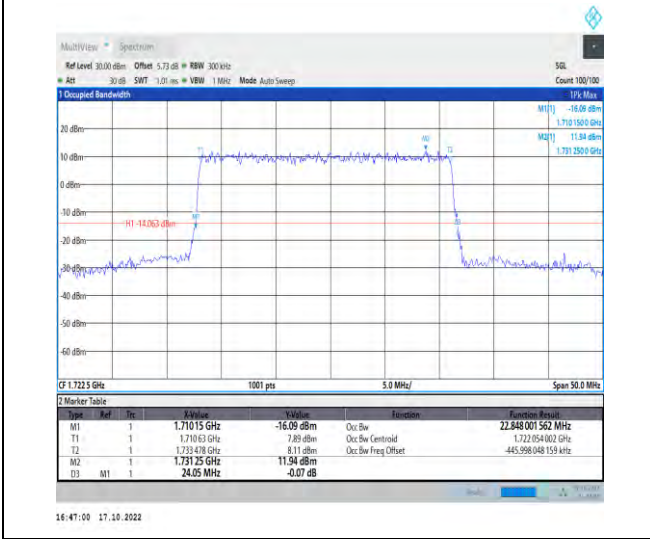 MultiView Spectrum
Ref Level 30.00 dBm Offset 5.73 dB RBW 300 kHz SGL
Att 30 dB SWT 1.01 ms VBW 1 MHz Mode Auto Sweep Count 100/100
1 Occupied Bandwidth 1Pk Max
M1[1] -16.09 dBm
1.710 150 0 GHz
20 dBm M2 M2[1] 11.94 dBm
10 dBm T1 T2 1.731 250 0 GHz
0 dBm
-10 dBm M1 D3
H1 -14.063 dBm
-20 dBm
-30 dBm
-40 dBm
-50 dBm
-60 dBm
CF 1.722 5 GHz 1001 pts 5.0 MHz/ Span 50.0 MHz
2 Marker Table
Type Ref Trc X-Value Y-Value Function Function Result
M1 1 1.710 15 GHz -16.09 dBm Occ Bw 22.848 001 562 MHz
T1 1 1.710 63 GHz 7.89 dBm Occ Bw Centroid 1.722 054 002 GHz
T2 1 1.733 478 GHz 8.11 dBm Occ Bw Freq Offset -445.998 048 159 kHz
M2 1 1.731 25 GHz 11.94 dBm
D3 M1 1 24.05 MHz -0.07 dB
16:47:00 17.10.2022